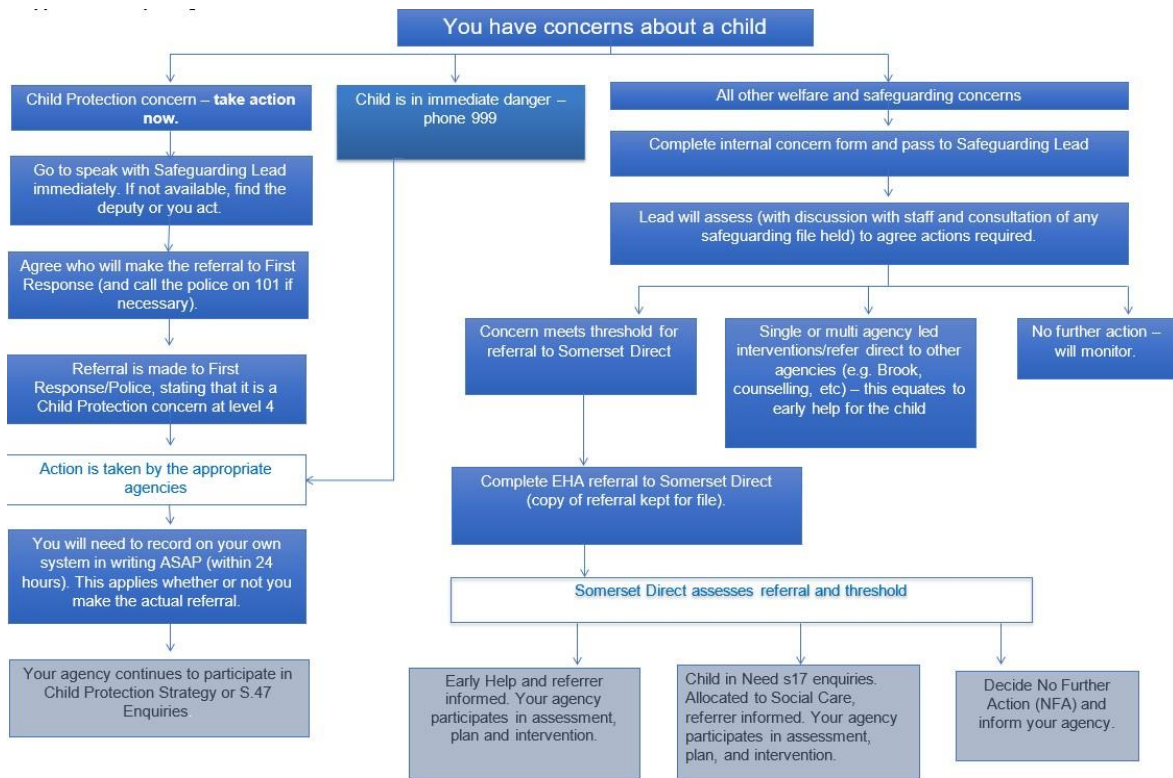 You have concerns about a child
Child Protection concern – take action
now.
Go to speak with Safeguarding Lead
immediately. If not available, find the
deputy or you act.
Agree who will make the referral to First
Response (and call the police on 101 if
necessary).
Referral is made to First
Response/Police, stating that it is a
Child Protection concern at level 4
Action is taken by the appropriate
agencies
You will need to record on your own
system in writing ASAP (within 24
hours). This applies whether or not you
make the actual referral.
Your agency continues to participate in
Child Protection Strategy or S.47
Enquiries
Child is in immediate danger –
phone 999
All other welfare and safeguarding concerns
Complete internal concern form and pass to Safeguarding Lead
Lead will assess (with discussion with staff and consultation of any
safeguarding file held) to agree actions required.
Concern meets threshold for
referral to Somerset Direct
Single or multi agency led
interventions/refer direct to other
agencies (e.g. Brook,
counselling, etc) – this equates to
early help for the child
No further action –
will monitor.
Complete EHA referral to Somerset Direct
(copy of referral kept for file).
Somerset Direct assesses referral and threshold
Early Help and referrer
informed. Your agency
participates in assessment,
plan and intervention.
Child in Need s17 enquiries.
Allocated to Social Care,
referrer informed. Your agency
participates in assessment,
plan, and intervention.
Decide No Further
Action (NFA) and
inform your agency.